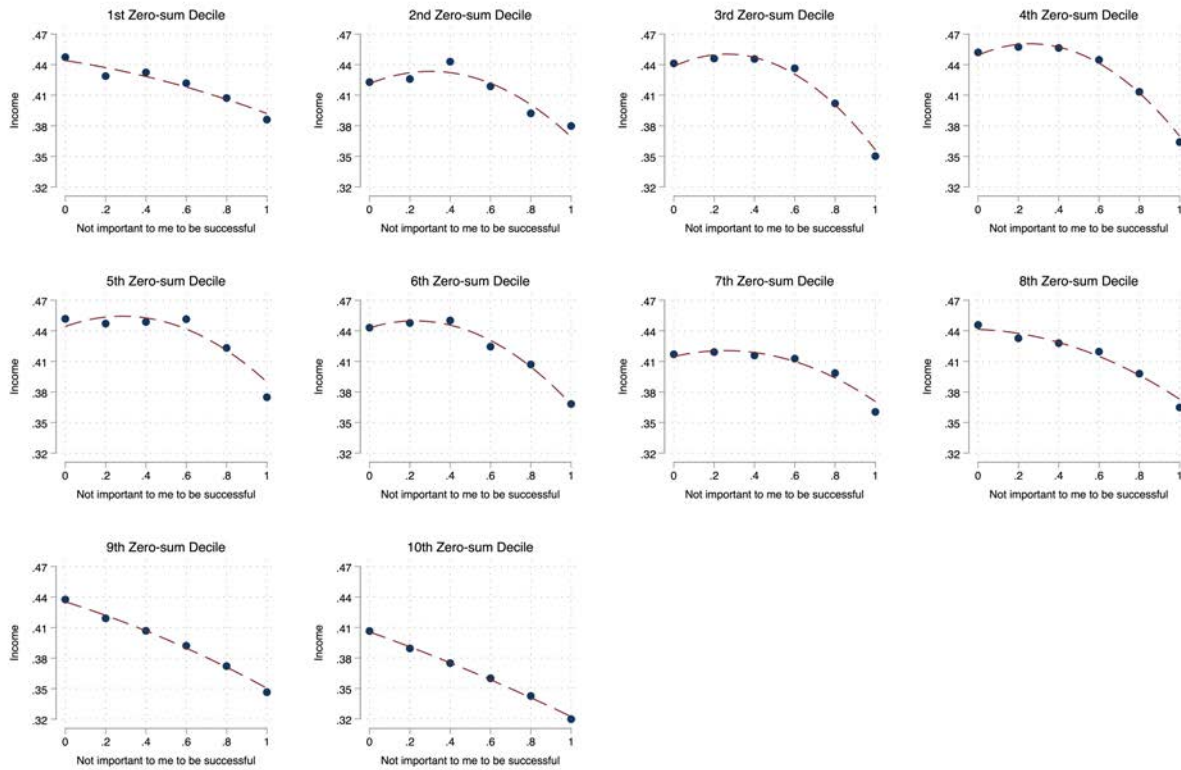 1st Zero-sum Decile
.47
.44
.41
.38
.35
.32
Income
0 .2 .4 .6 .8 1
Not important to me to be successful
2nd Zero-sum Decile
.47
.44
.41
.38
.35
.32
Income
0 .2 .4 .6 .8 1
Not important to me to be successful
3rd Zero-sum Decile
.47
.44
.41
.38
.35
.32
Income
0 .2 .4 .6 .8 1
Not important to me to be successful
4th Zero-sum Decile
.47
.44
.41
.38
.35
.32
Income
0 .2 .4 .6 .8 1
Not important to me to be successful
5th Zero-sum Decile
.47
.44
.41
.38
.35
.32
Income
0 .2 .4 .6 .8 1
Not important to me to be successful
6th Zero-sum Decile
.47
.44
.41
.38
.35
.32
Income
0 .2 .4 .6 .8 1
Not important to me to be successful
7th Zero-sum Decile
.47
.44
.41
.38
.35
.32
Income
0 .2 .4 .6 .8 1
Not important to me to be successful
8th Zero-sum Decile
.47
.44
.41
.38
.35
.32
Income
0 .2 .4 .6 .8 1
Not important to me to be successful
9th Zero-sum Decile
.47
.44
.41
.38
.35
.32
Income
0 .2 .4 .6 .8 1
Not important to me to be successful
10th Zero-sum Decile
.47
.44
.41
.38
.35
.32
Income
0 .2 .4 .6 .8 1
Not important to me to be successful